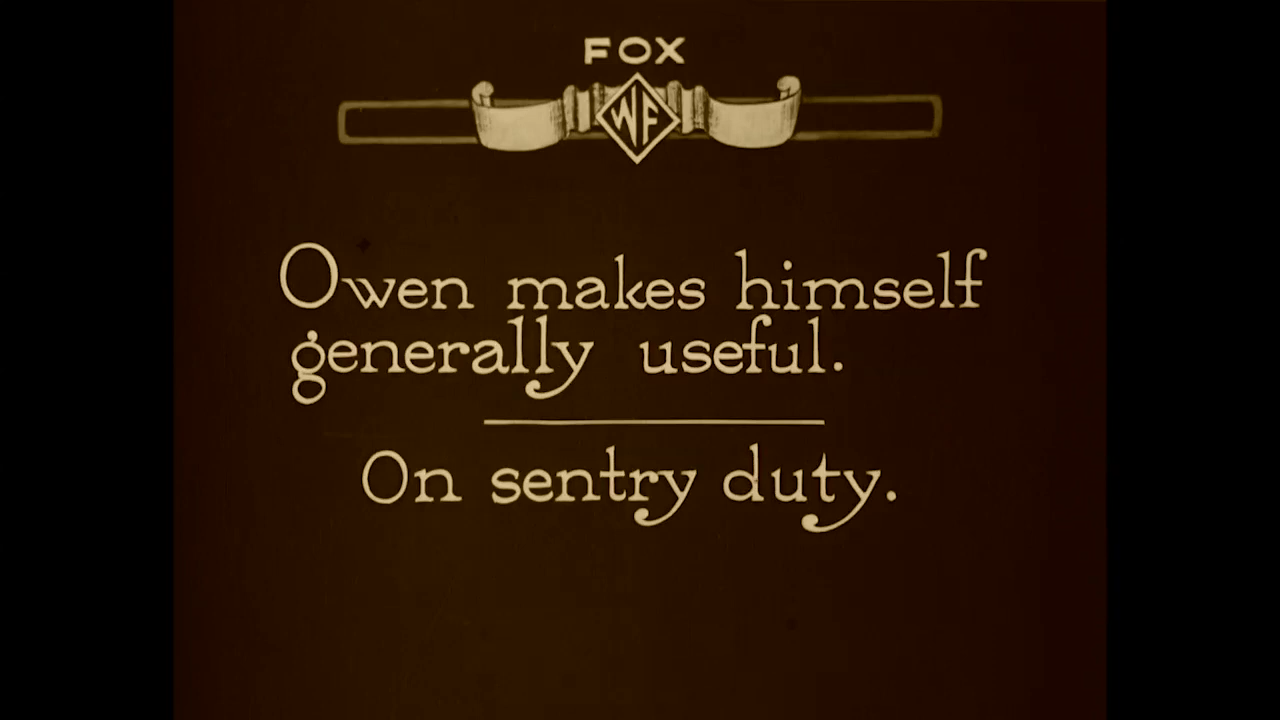 FOX
WF
Owen makes himself
generally useful.
On sentry duty.